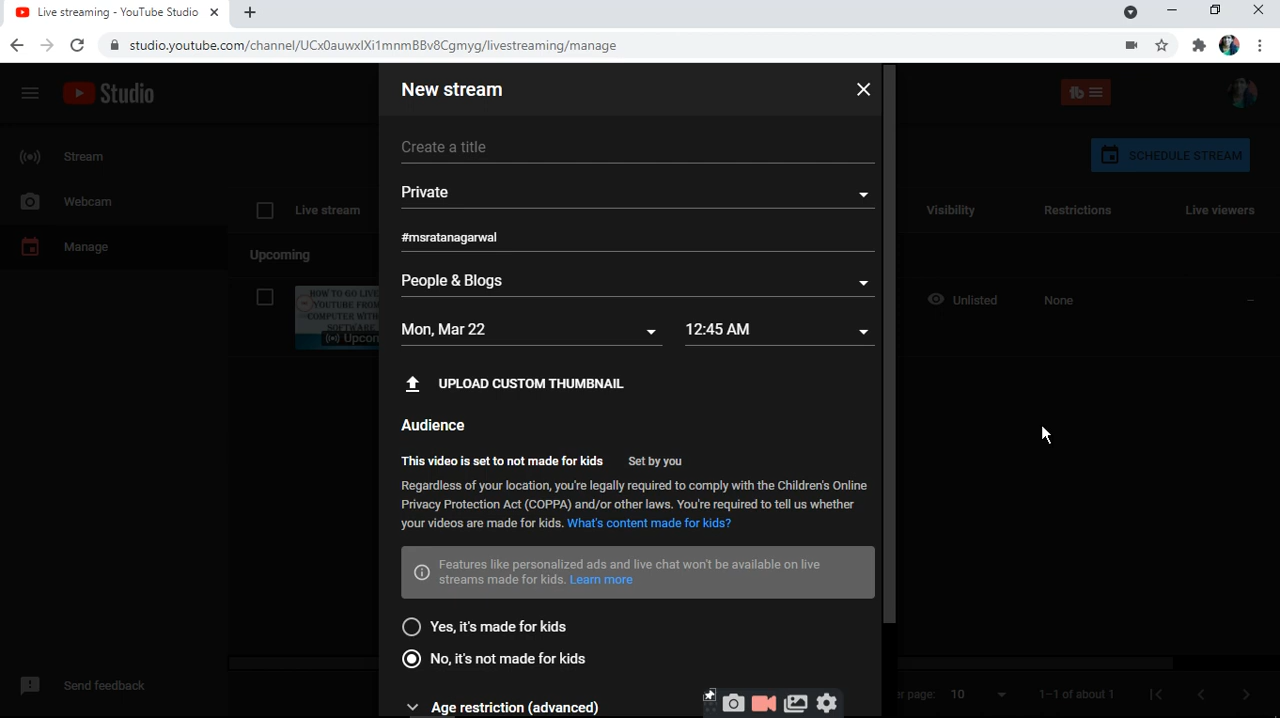 Live streaming - YouTube Studio
studio.youtube.com/channel/UCx0auwxlXi1mnmBBv8Cgmyg/livestreaming/manage
Studio
New stream
Create a title
Stream
SCHEDULE STREAM
Private
Webcam
Live stream
Visibility
Restrictions
Live viewers
#msratanagarwal
Manage
Upcoming
People & Blogs
HOW TO GO LIVE
YOUTUBE FROM
COMPUTER WITH
SOFTWARE
Upcom
Unlisted
None
–
Mon, Mar 22
12:45 AM
UPLOAD CUSTOM THUMBNAIL
Audience
This video is set to not made for kids Set by you
Regardless of your location, you're legally required to comply with the Children's Online
Privacy Protection Act (COPPA) and/or other laws. You're required to tell us whether
your videos are made for kids. What's content made for kids?
Features like personalized ads and live chat won't be available on live
streams made for kids. Learn more
Yes, it's made for kids
No, it's not made for kids
Send feedback
er page: 10
1–1 of about 1
Age restriction (advanced)